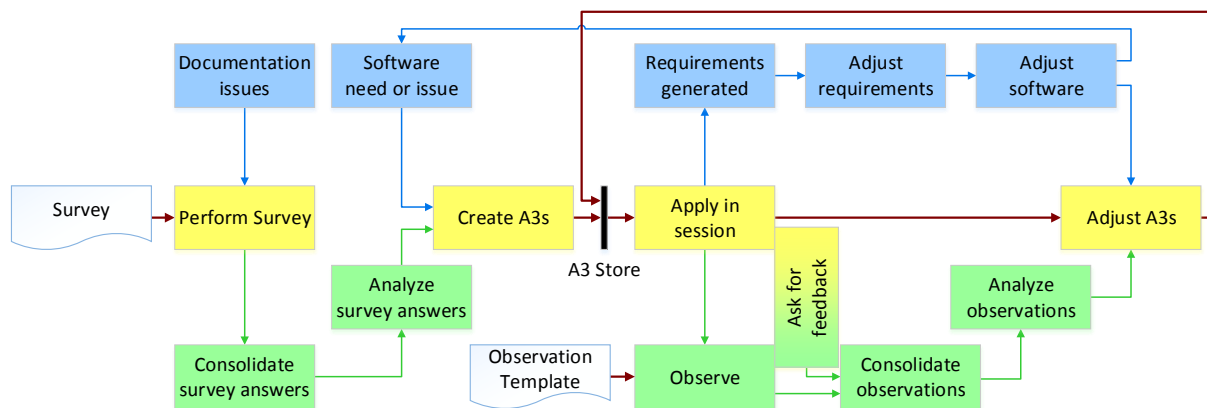 Documentation
issues
Software
need or issue
Requirements
generated
Adjust
requirements
Adjust
software
Survey
Perform Survey
Create A3s
A3 Store
Apply in
session
Adjust A3s
Ask for
feedback
Analyze
survey answers
Analyze
observations
Consolidate
survey answers
Observation
Template
Observe
Consolidate
observations